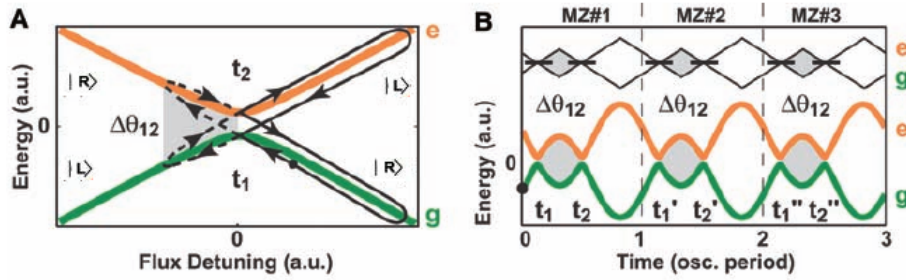 A
Energy (a.u.)
0
|R⟩
|L⟩
t₂
Δθ₁₂
t₁
|L⟩
|R⟩
e
g
0
Flux Detuning (a.u.)
B
MZ#1 MZ#2 MZ#3
e
g
Δθ₁₂ Δθ₁₂ Δθ₁₂
e
Energy (a.u.)
0
g
t₁ t₂ t₁' t₂' t₁" t₂"
0 1 2 3
Time (osc. period)